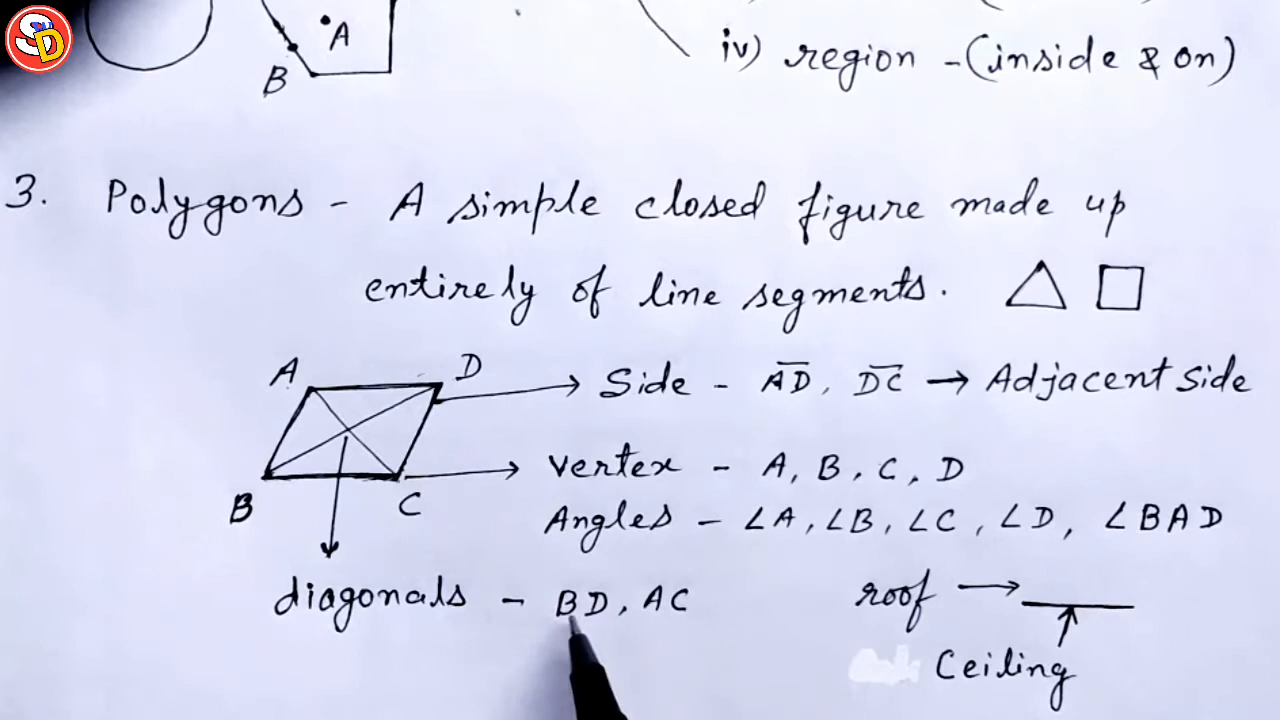 SD
A
B
iv) region - (inside & on)
3. Polygons - A simple closed figure made up
entirely of line segments.
A D
Side - AD, DC → Adjacent side
B C
Vertex - A, B, C, D
Angles - ∠A, ∠B, ∠C, ∠D, ∠BAD
diagonals - BD, AC
roof →
Ceiling